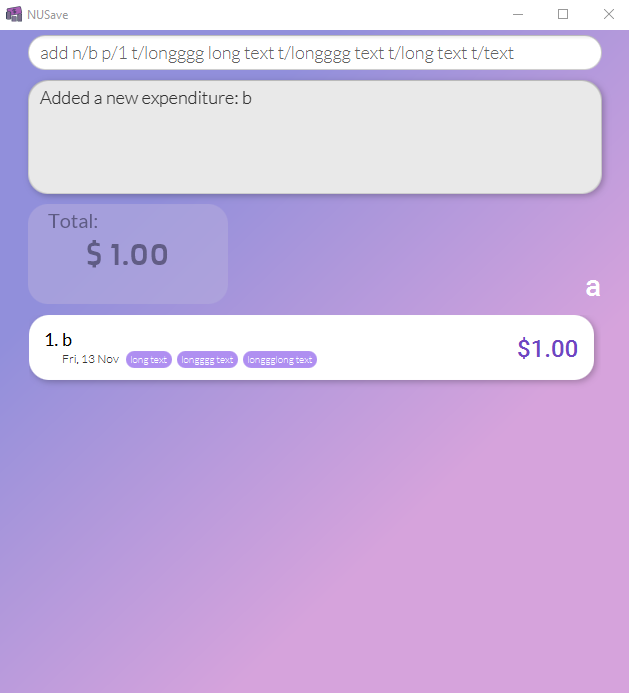 NUSave
add n/b p/1 t/longggg long text t/longggg text t/long text t/text
Added a new expenditure: b
Total:
$ 1.00
a
1. b
$1.00
Fri, 13 Nov long text longggg text longgglong text